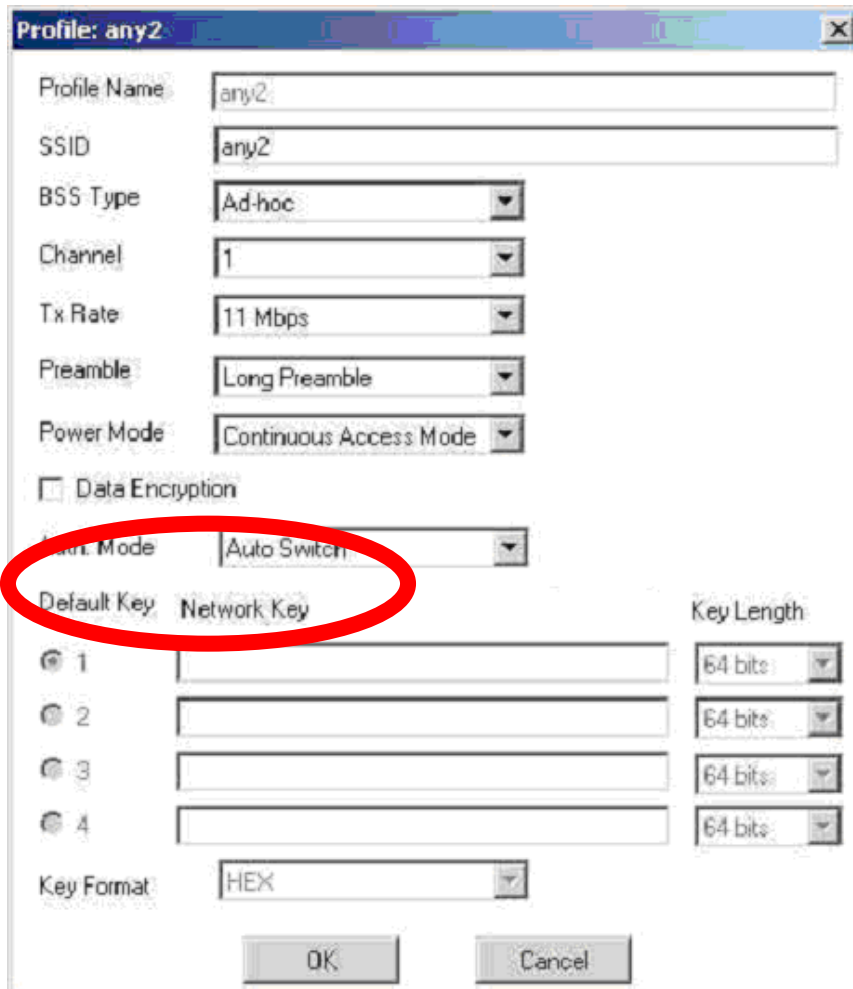 Profile: any2
Profile Name any2
SSID any2
BSS Type Ad-hoc
Channel 1
Tx Rate 11 Mbps
Preamble Long Preamble
Power Mode Continuous Access Mode
Data Encryption
Auth. Mode Auto Switch
Default Key Network Key Key Length
1 64 bits
2 64 bits
3 64 bits
4 64 bits
Key Format HEX
OK Cancel